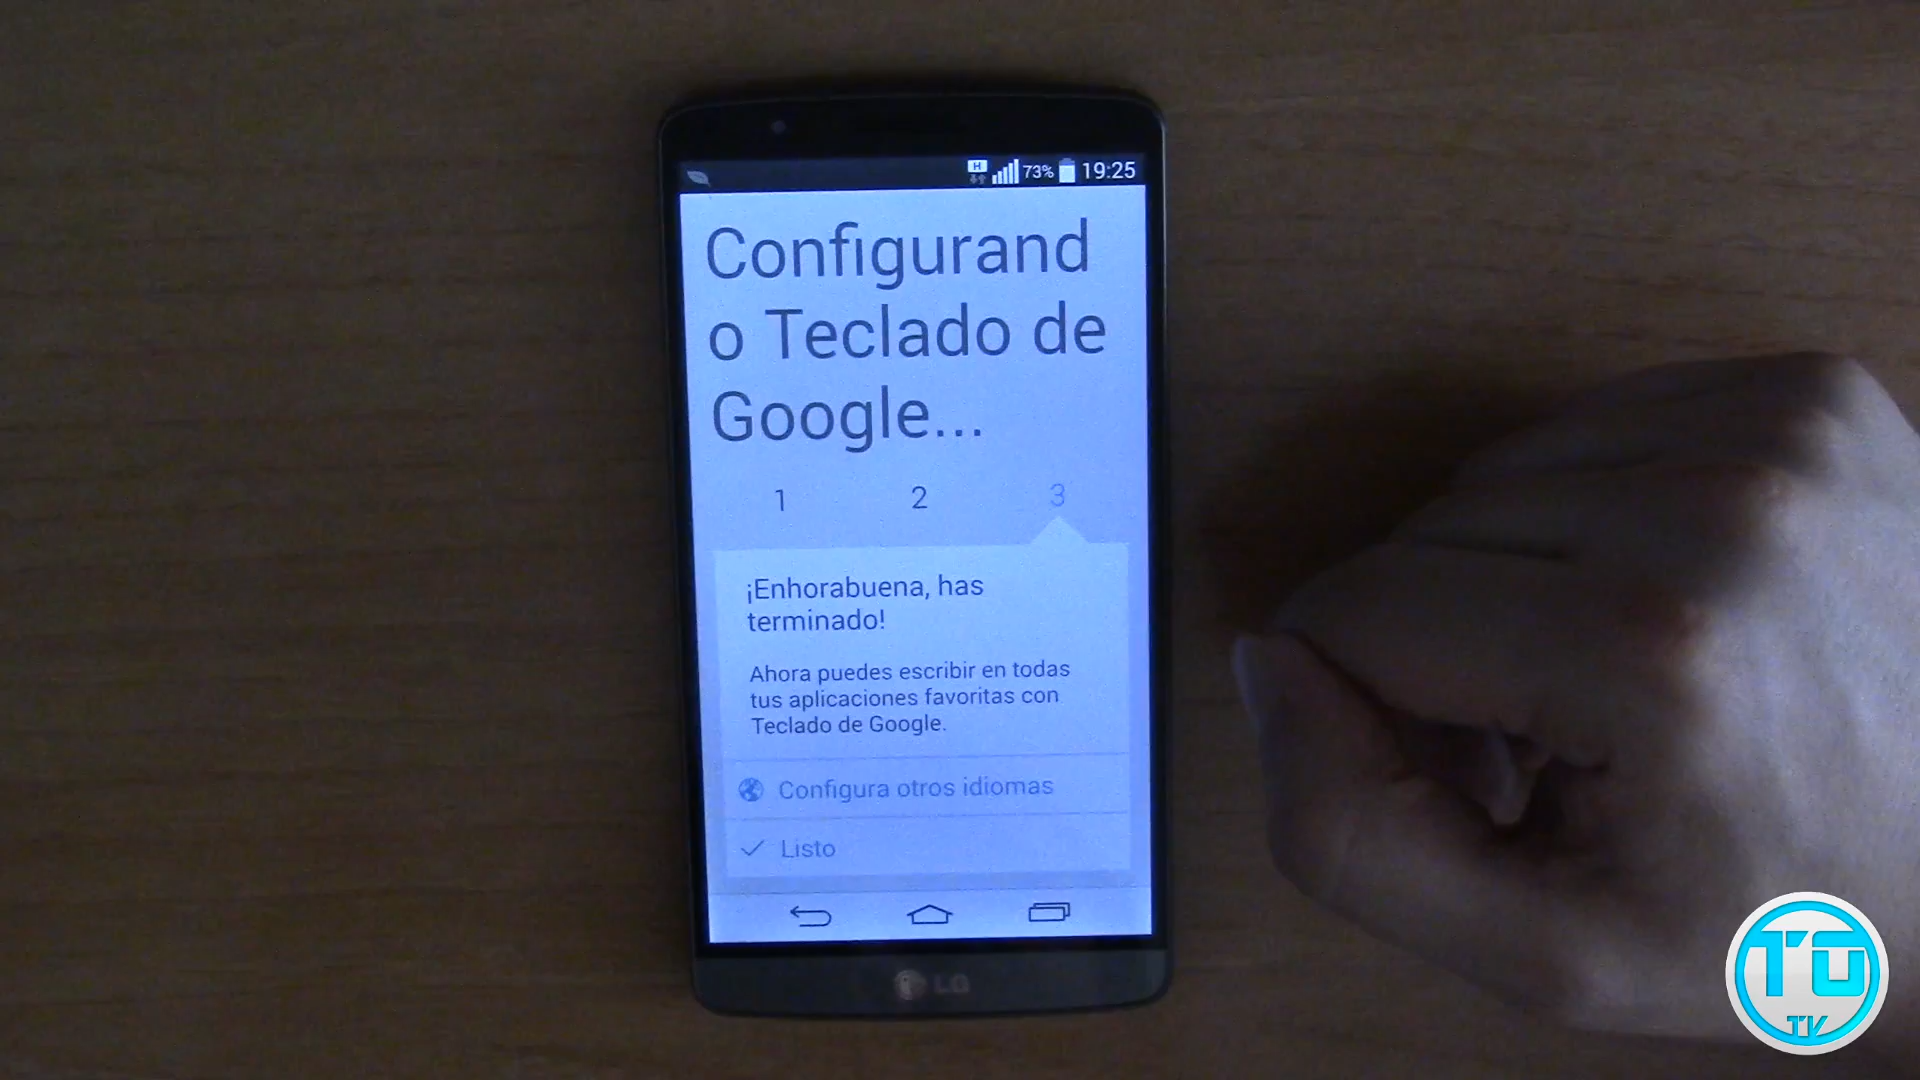 H 73% 19:25
Configurand
o Teclado de
Google...
1 2 3
¡Enhorabuena, has
terminado!
Ahora puedes escribir en todas
tus aplicaciones favoritas con
Teclado de Google.
Configura otros idiomas
Listo
LG
TU
TV